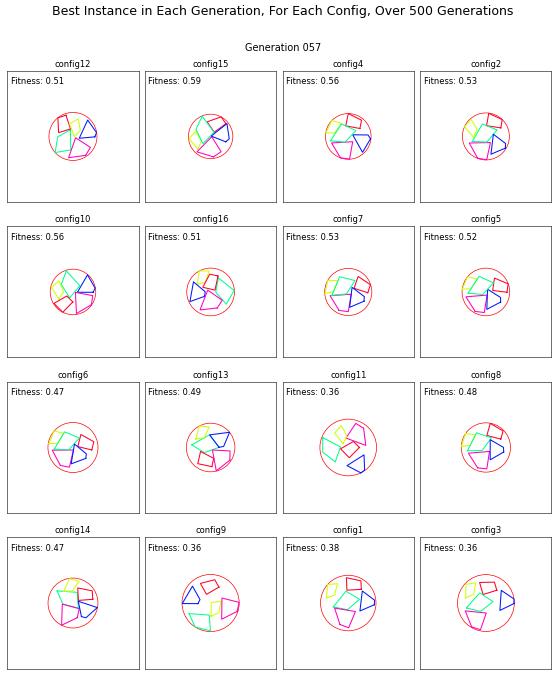 Best Instance in Each Generation, For Each Config, Over 500 Generations
Generation 057
config12
config15
config4
config2
Fitness: 0.51
Fitness: 0.59
Fitness: 0.56
Fitness: 0.53
config10
config16
config7
config5
Fitness: 0.56
Fitness: 0.51
Fitness: 0.53
Fitness: 0.52
config6
config13
config11
config8
Fitness: 0.47
Fitness: 0.49
Fitness: 0.36
Fitness: 0.48
config14
config9
config1
config3
Fitness: 0.47
Fitness: 0.36
Fitness: 0.38
Fitness: 0.36